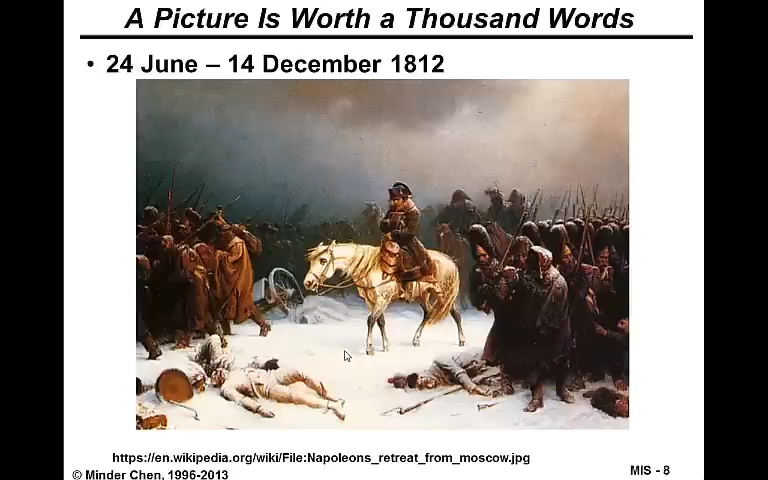 A Picture Is Worth a Thousand Words
• 24 June – 14 December 1812
https://en.wikipedia.org/wiki/File:Napoleons_retreat_from_moscow.jpg
© Minder Chen, 1996-2013
MIS - 8